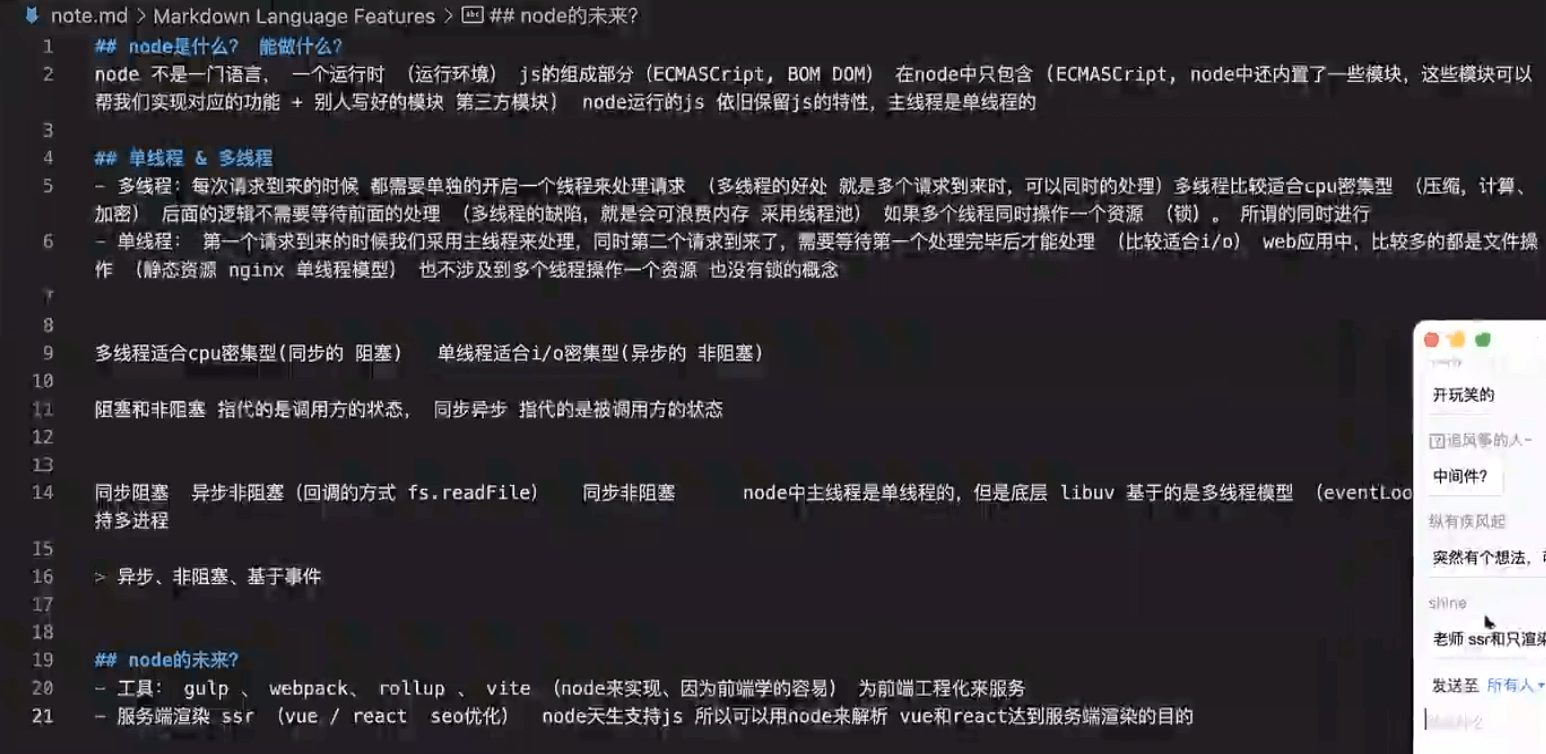 note.md > Markdown Language Features > ## node的未来?
1 ## node是什么? 能做什么?
2 node 不是一门语言, 一个运行时 (运行环境) js的组成部分(ECMASCript, BOM DOM) 在node中只包含 (ECMASCript, node中还内置了一些模块,这些模块可以
帮我们实现对应的功能 + 别人写好的模块 第三方模块) node运行的js 依旧保留js的特性,主线程是单线程的
3
4 ## 单线程 & 多线程
5 - 多线程:每次请求到来的时候 都需要单独的开启一个线程来处理请求 (多线程的好处 就是多个请求到来时,可以同时的处理)多线程比较适合cpu密集型 (压缩,计算、
加密) 后面的逻辑不需要等待前面的处理 (多线程的缺陷,就是会可浪费内存 采用线程池) 如果多个线程同时操作一个资源 (锁) 。 所谓的同时进行
6 - 单线程: 第一个请求到来的时候我们采用主线程来处理,同时第二个请求到来了,需要等待第一个处理完毕后才能处理 (比较适合i/o) web应用中,比较多的都是文件操
作 (静态资源 nginx 单线程模型) 也不涉及到多个线程操作一个资源 也没有锁的概念
7
8
9 多线程适合cpu密集型(同步的 阻塞) 单线程适合i/o密集型(异步的 非阻塞)
10
11 阻塞和非阻塞 指代的是调用方的状态, 同步异步 指代的是被调用方的状态
12
13
14 同步阻塞 异步非阻塞(回调的方式 fs.readFile) 同步非阻塞 node中主线程是单线程的,但是底层 libuv 基于的是多线程模型 (eventLoo
持多进程
15
16 > 异步、非阻塞、基于事件
17
18
19 ## node的未来?
20 - 工具: gulp 、 webpack、 rollup 、 vite (node来实现、因为前端学的容易) 为前端工程化来服务
21 - 服务端渲染 ssr (vue / react seo优化) node天生支持js 所以可以用node来解析 vue和react达到服务端渲染的目的
开玩笑的
追风筝的人~
中间件?
纵有疾风起
突然有个想法,
shine
老师 ssr和只渲染
发送至 所有人